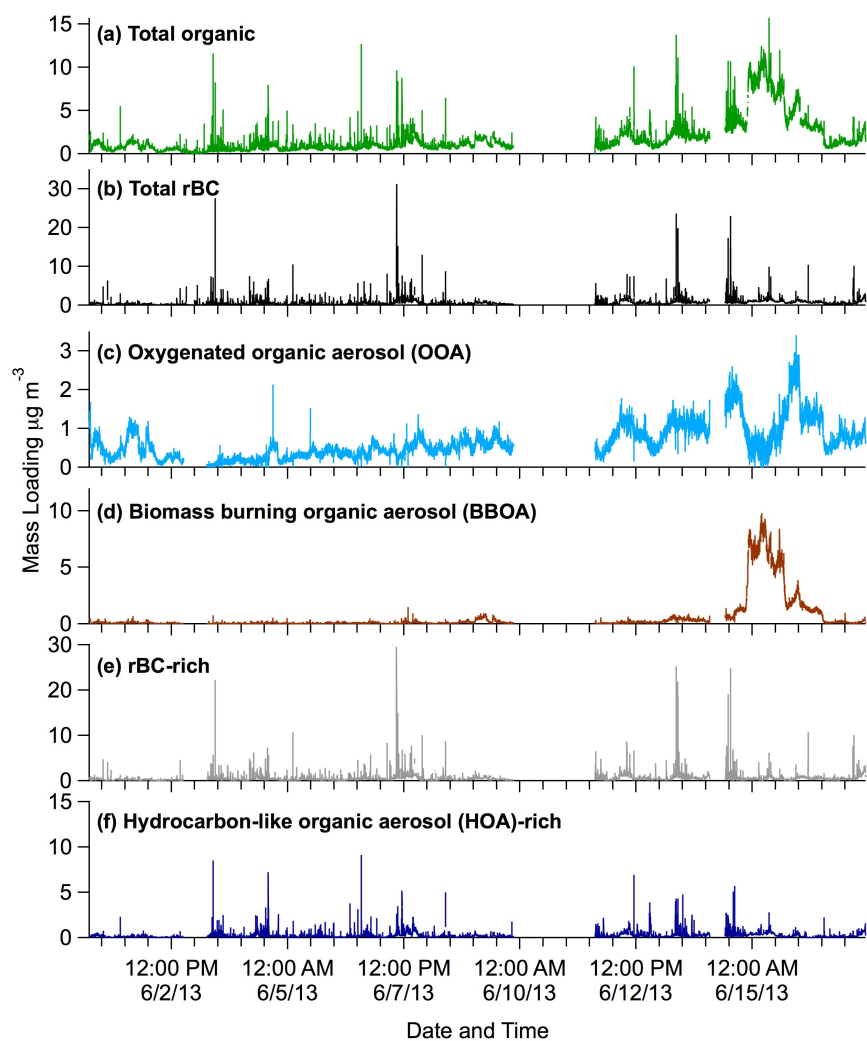 (a) Total organic
15
10
5
0
(b) Total rBC
30
20
10
0
(c) Oxygenated organic aerosol (OOA)
3
2
1
0
(d) Biomass burning organic aerosol (BBOA)
10
5
0
(e) rBC-rich
30
20
10
0
(f) Hydrocarbon-like organic aerosol (HOA)-rich
15
10
5
0
Mass Loading µg m⁻³
12:00 PM 12:00 AM 12:00 PM 12:00 AM 12:00 PM 12:00 AM
6/2/13 6/5/13 6/7/13 6/10/13 6/12/13 6/15/13
Date and Time